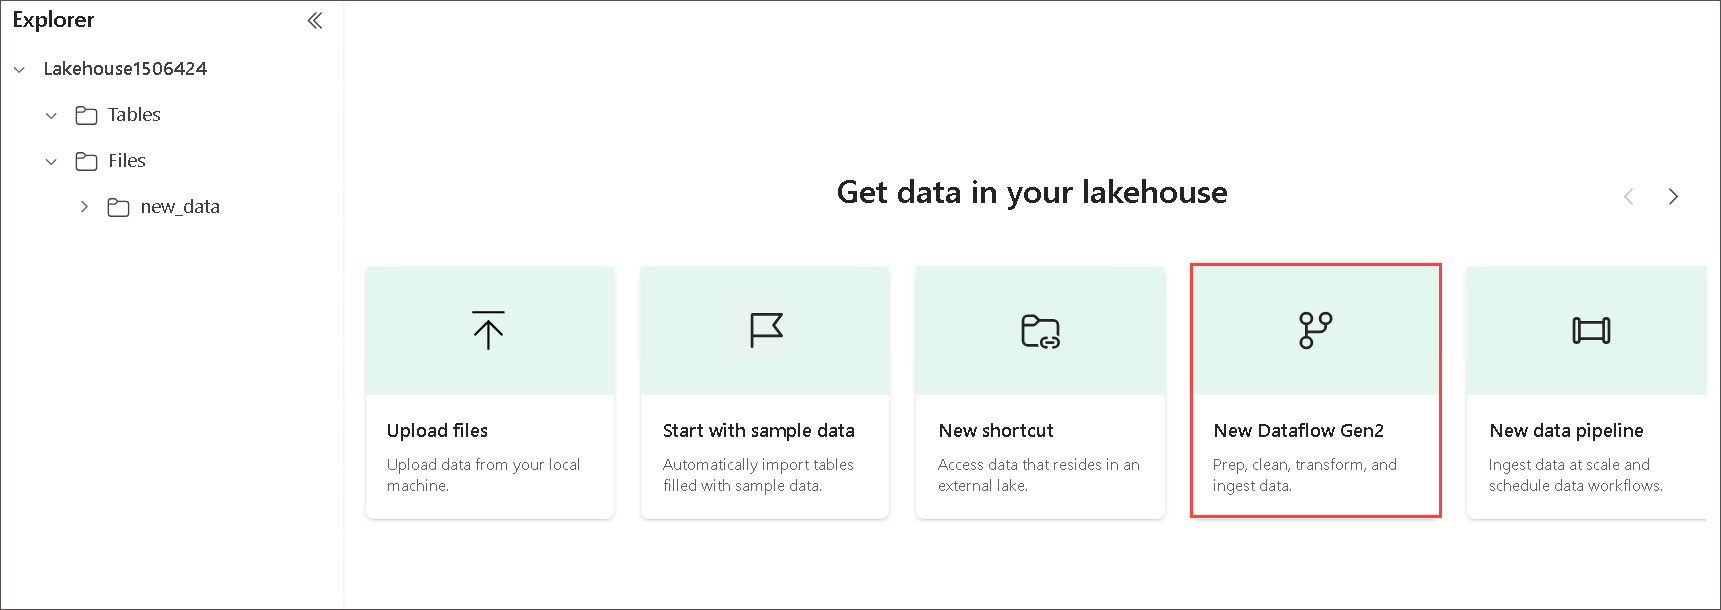 Explorer
Lakehouse1506424
Tables
Files
new_data
Get data in your lakehouse
Upload files
Upload data from your local
machine.
Start with sample data
Automatically import tables
filled with sample data.
New shortcut
Access data that resides in an
external lake.
New Dataflow Gen2
Prep, clean, transform, and
ingest data.
New data pipeline
Ingest data at scale and
schedule data workflows.